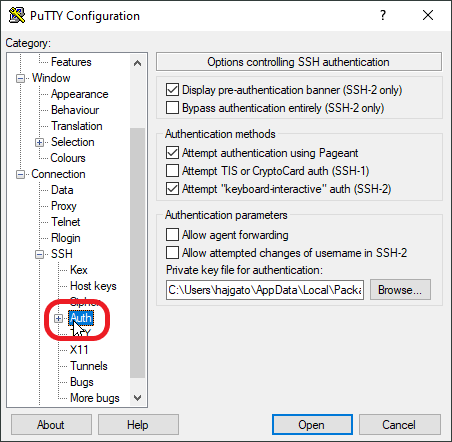 PuTTY Configuration
Category:
Features
Window
Appearance
Behaviour
Translation
Selection
Colours
Connection
Data
Proxy
Telnet
Rlogin
SSH
Kex
Host keys
Cipher
Auth
TTY
X11
Tunnels
Bugs
More bugs
Options controlling SSH authentication
Display pre-authentication banner (SSH-2 only)
Bypass authentication entirely (SSH-2 only)
Authentication methods
Attempt authentication using Pageant
Attempt TIS or CryptoCard auth (SSH-1)
Attempt "keyboard-interactive" auth (SSH-2)
Authentication parameters
Allow agent forwarding
Allow attempted changes of username in SSH-2
Private key file for authentication:
C:\Users\hajgato\AppData\Local\Packa
Browse...
About
Help
Open
Cancel